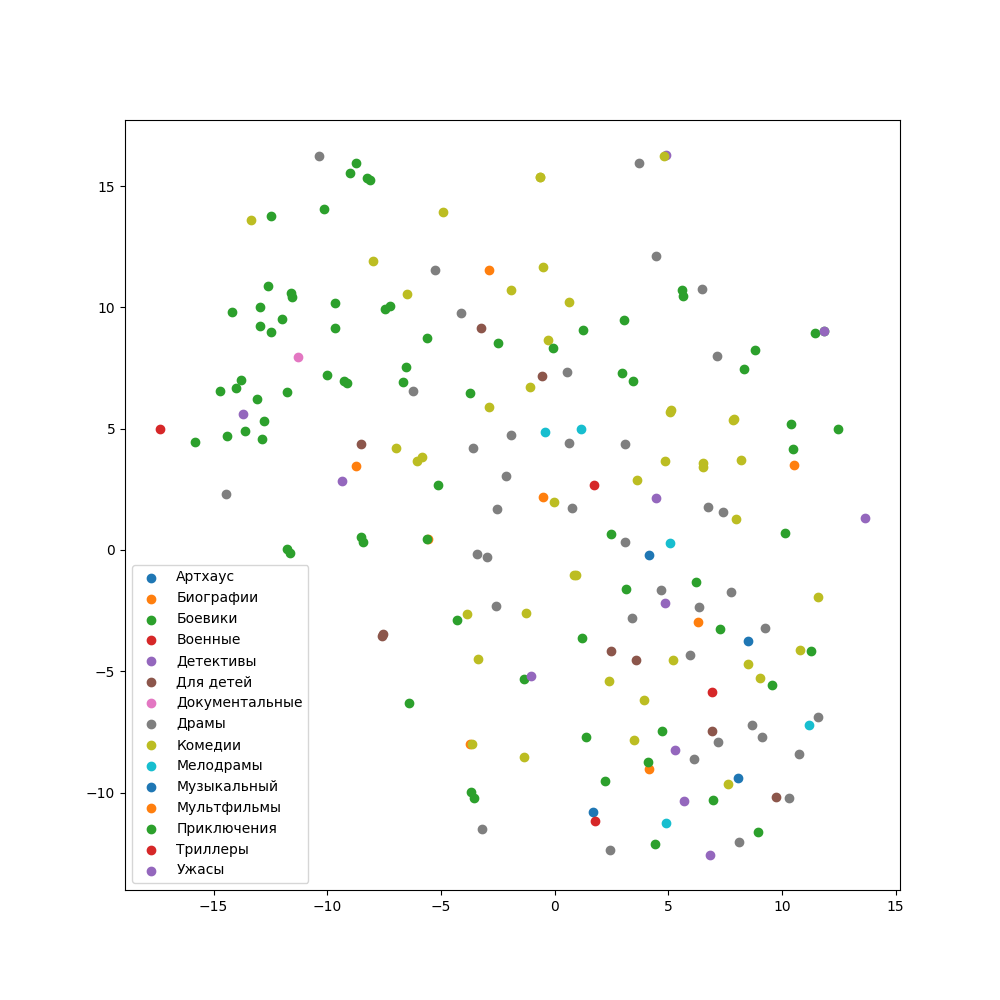 15
10
5
0
−5
−10
Артхаус
Биографии
Боевики
Военные
Детективы
Для детей
Документальные
Драмы
Комедии
Мелодрамы
Музыкальный
Мультфильмы
Приключения
Триллеры
Ужасы
−15 −10 −5 0 5 10 15